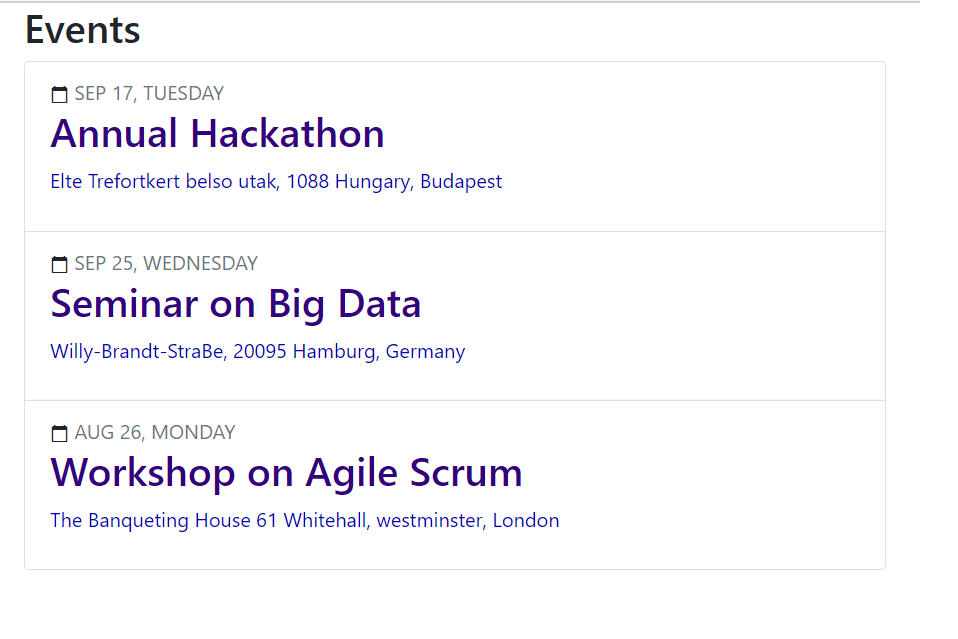 Events
SEP 17, TUESDAY
Annual Hackathon
Elte Trefortkert belso utak, 1088 Hungary, Budapest
SEP 25, WEDNESDAY
Seminar on Big Data
Willy-Brandt-StraBe, 20095 Hamburg, Germany
AUG 26, MONDAY
Workshop on Agile Scrum
The Banqueting House 61 Whitehall, westminster, London